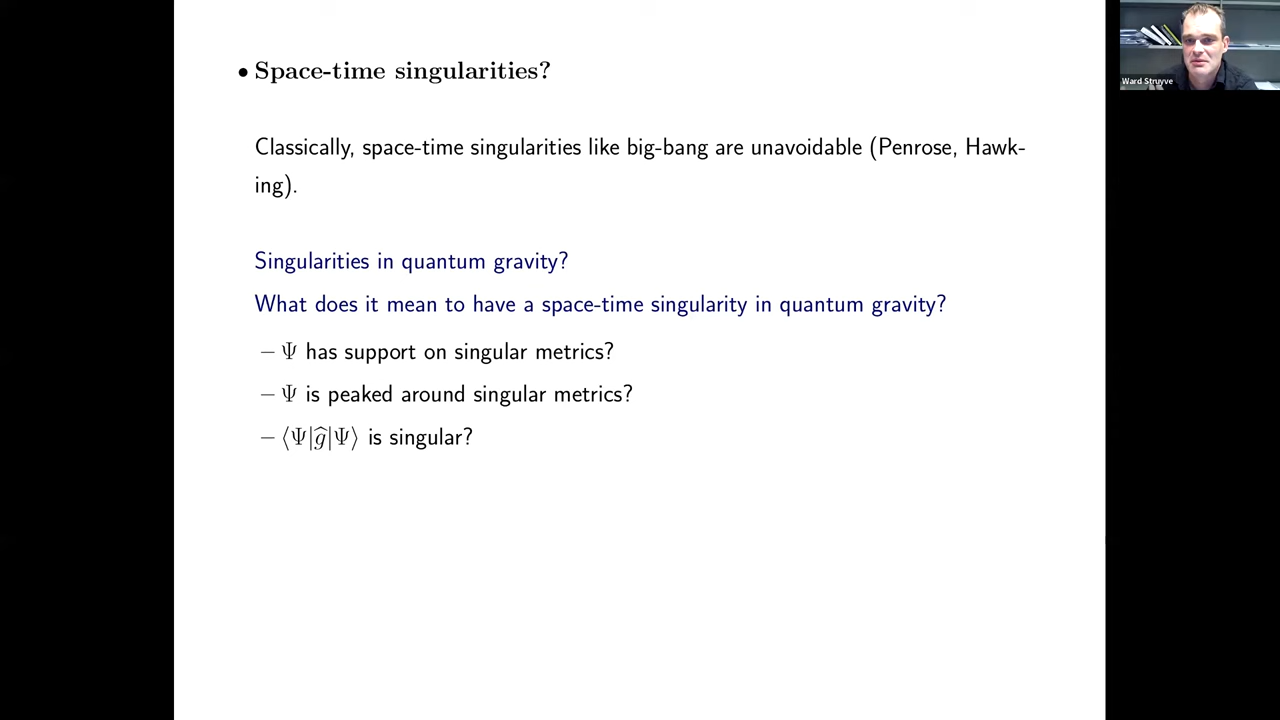 • Space-time singularities?
Classically, space-time singularities like big-bang are unavoidable (Penrose, Hawk-
ing).
Singularities in quantum gravity?
What does it mean to have a space-time singularity in quantum gravity?
– Ψ has support on singular metrics?
– Ψ is peaked around singular metrics?
– ⟨Ψ|ĝ|Ψ⟩ is singular?
Ward Struyve